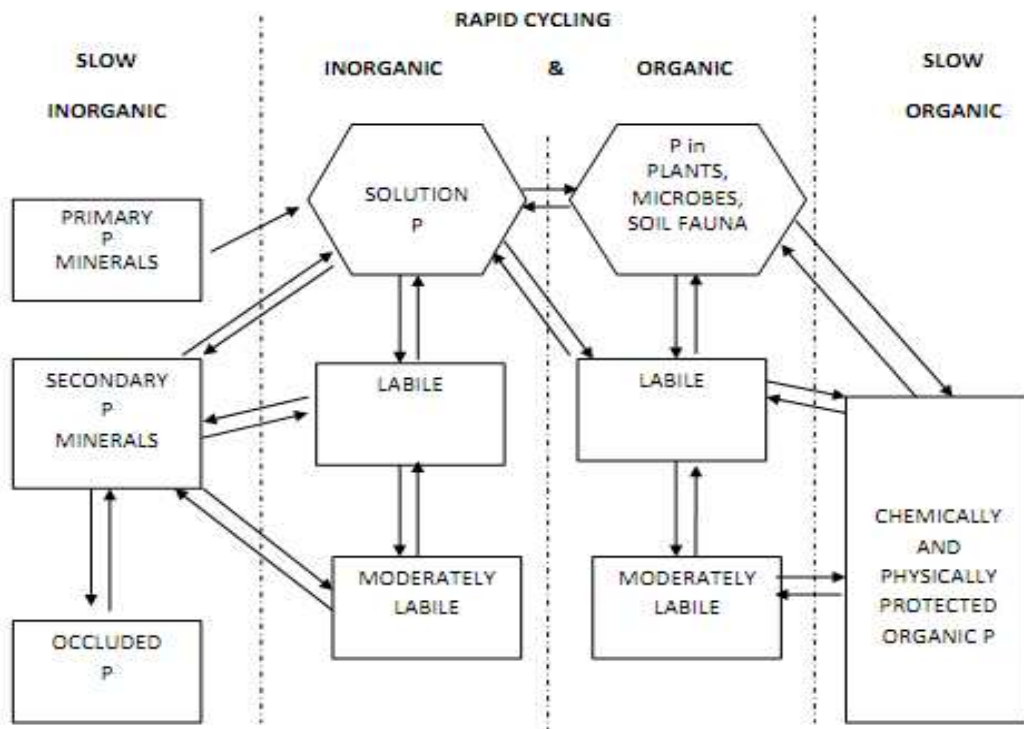 RAPID CYCLING
SLOW
INORGANIC
INORGANIC & ORGANIC
SLOW
ORGANIC
PRIMARY
P
MINERALS
SOLUTION
P
P in
PLANTS,
MICROBES,
SOIL FAUNA
SECONDARY
P
MINERALS
LABILE
LABILE
CHEMICALLY
AND
PHYSICALLY
PROTECTED
ORGANIC P
OCCLUDED
P
MODERATELY
LABILE
MODERATELY
LABILE